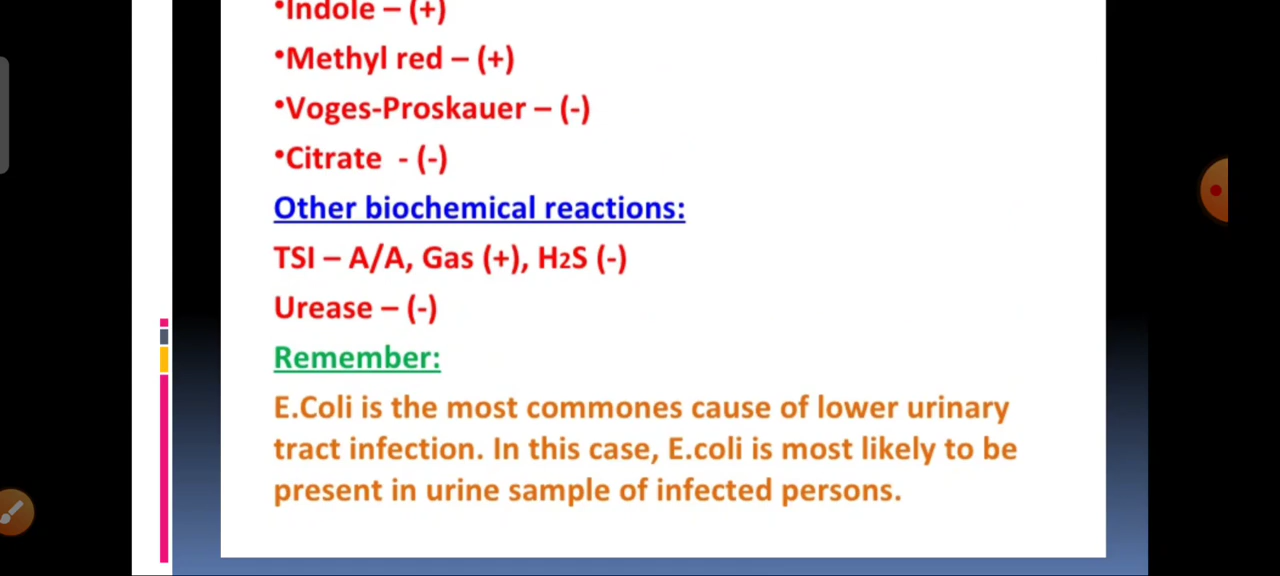 •Indole – (+)
•Methyl red – (+)
•Voges-Proskauer – (-)
•Citrate - (-)
Other biochemical reactions:
TSI – A/A, Gas (+), H2S (-)
Urease – (-)
Remember:
E.Coli is the most commones cause of lower urinary
tract infection. In this case, E.coli is most likely to be
present in urine sample of infected persons.